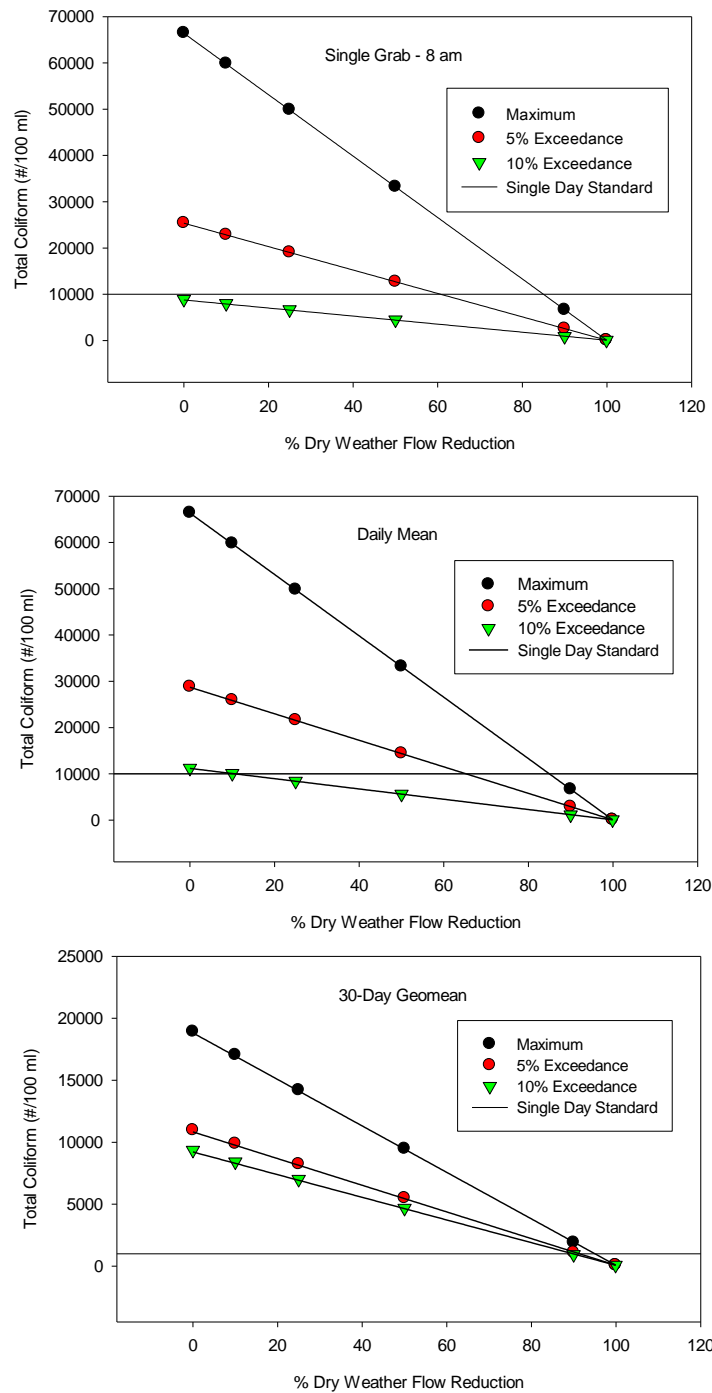 Single Grab - 8 am
Total Coliform (#/100 ml)
70000
60000
50000
40000
30000
20000
10000
0
Maximum
5% Exceedance
10% Exceedance
Single Day Standard
0 20 40 60 80 100 120
% Dry Weather Flow Reduction
Daily Mean
Total Coliform (#/100 ml)
70000
60000
50000
40000
30000
20000
10000
0
Maximum
5% Exceedance
10% Exceedance
Single Day Standard
0 20 40 60 80 100 120
% Dry Weather Flow Reduction
30-Day Geomean
Total Coliform (#/100 ml)
25000
20000
15000
10000
5000
0
Maximum
5% Exceedance
10% Exceedance
Single Day Standard
0 20 40 60 80 100 120
% Dry Weather Flow Reduction